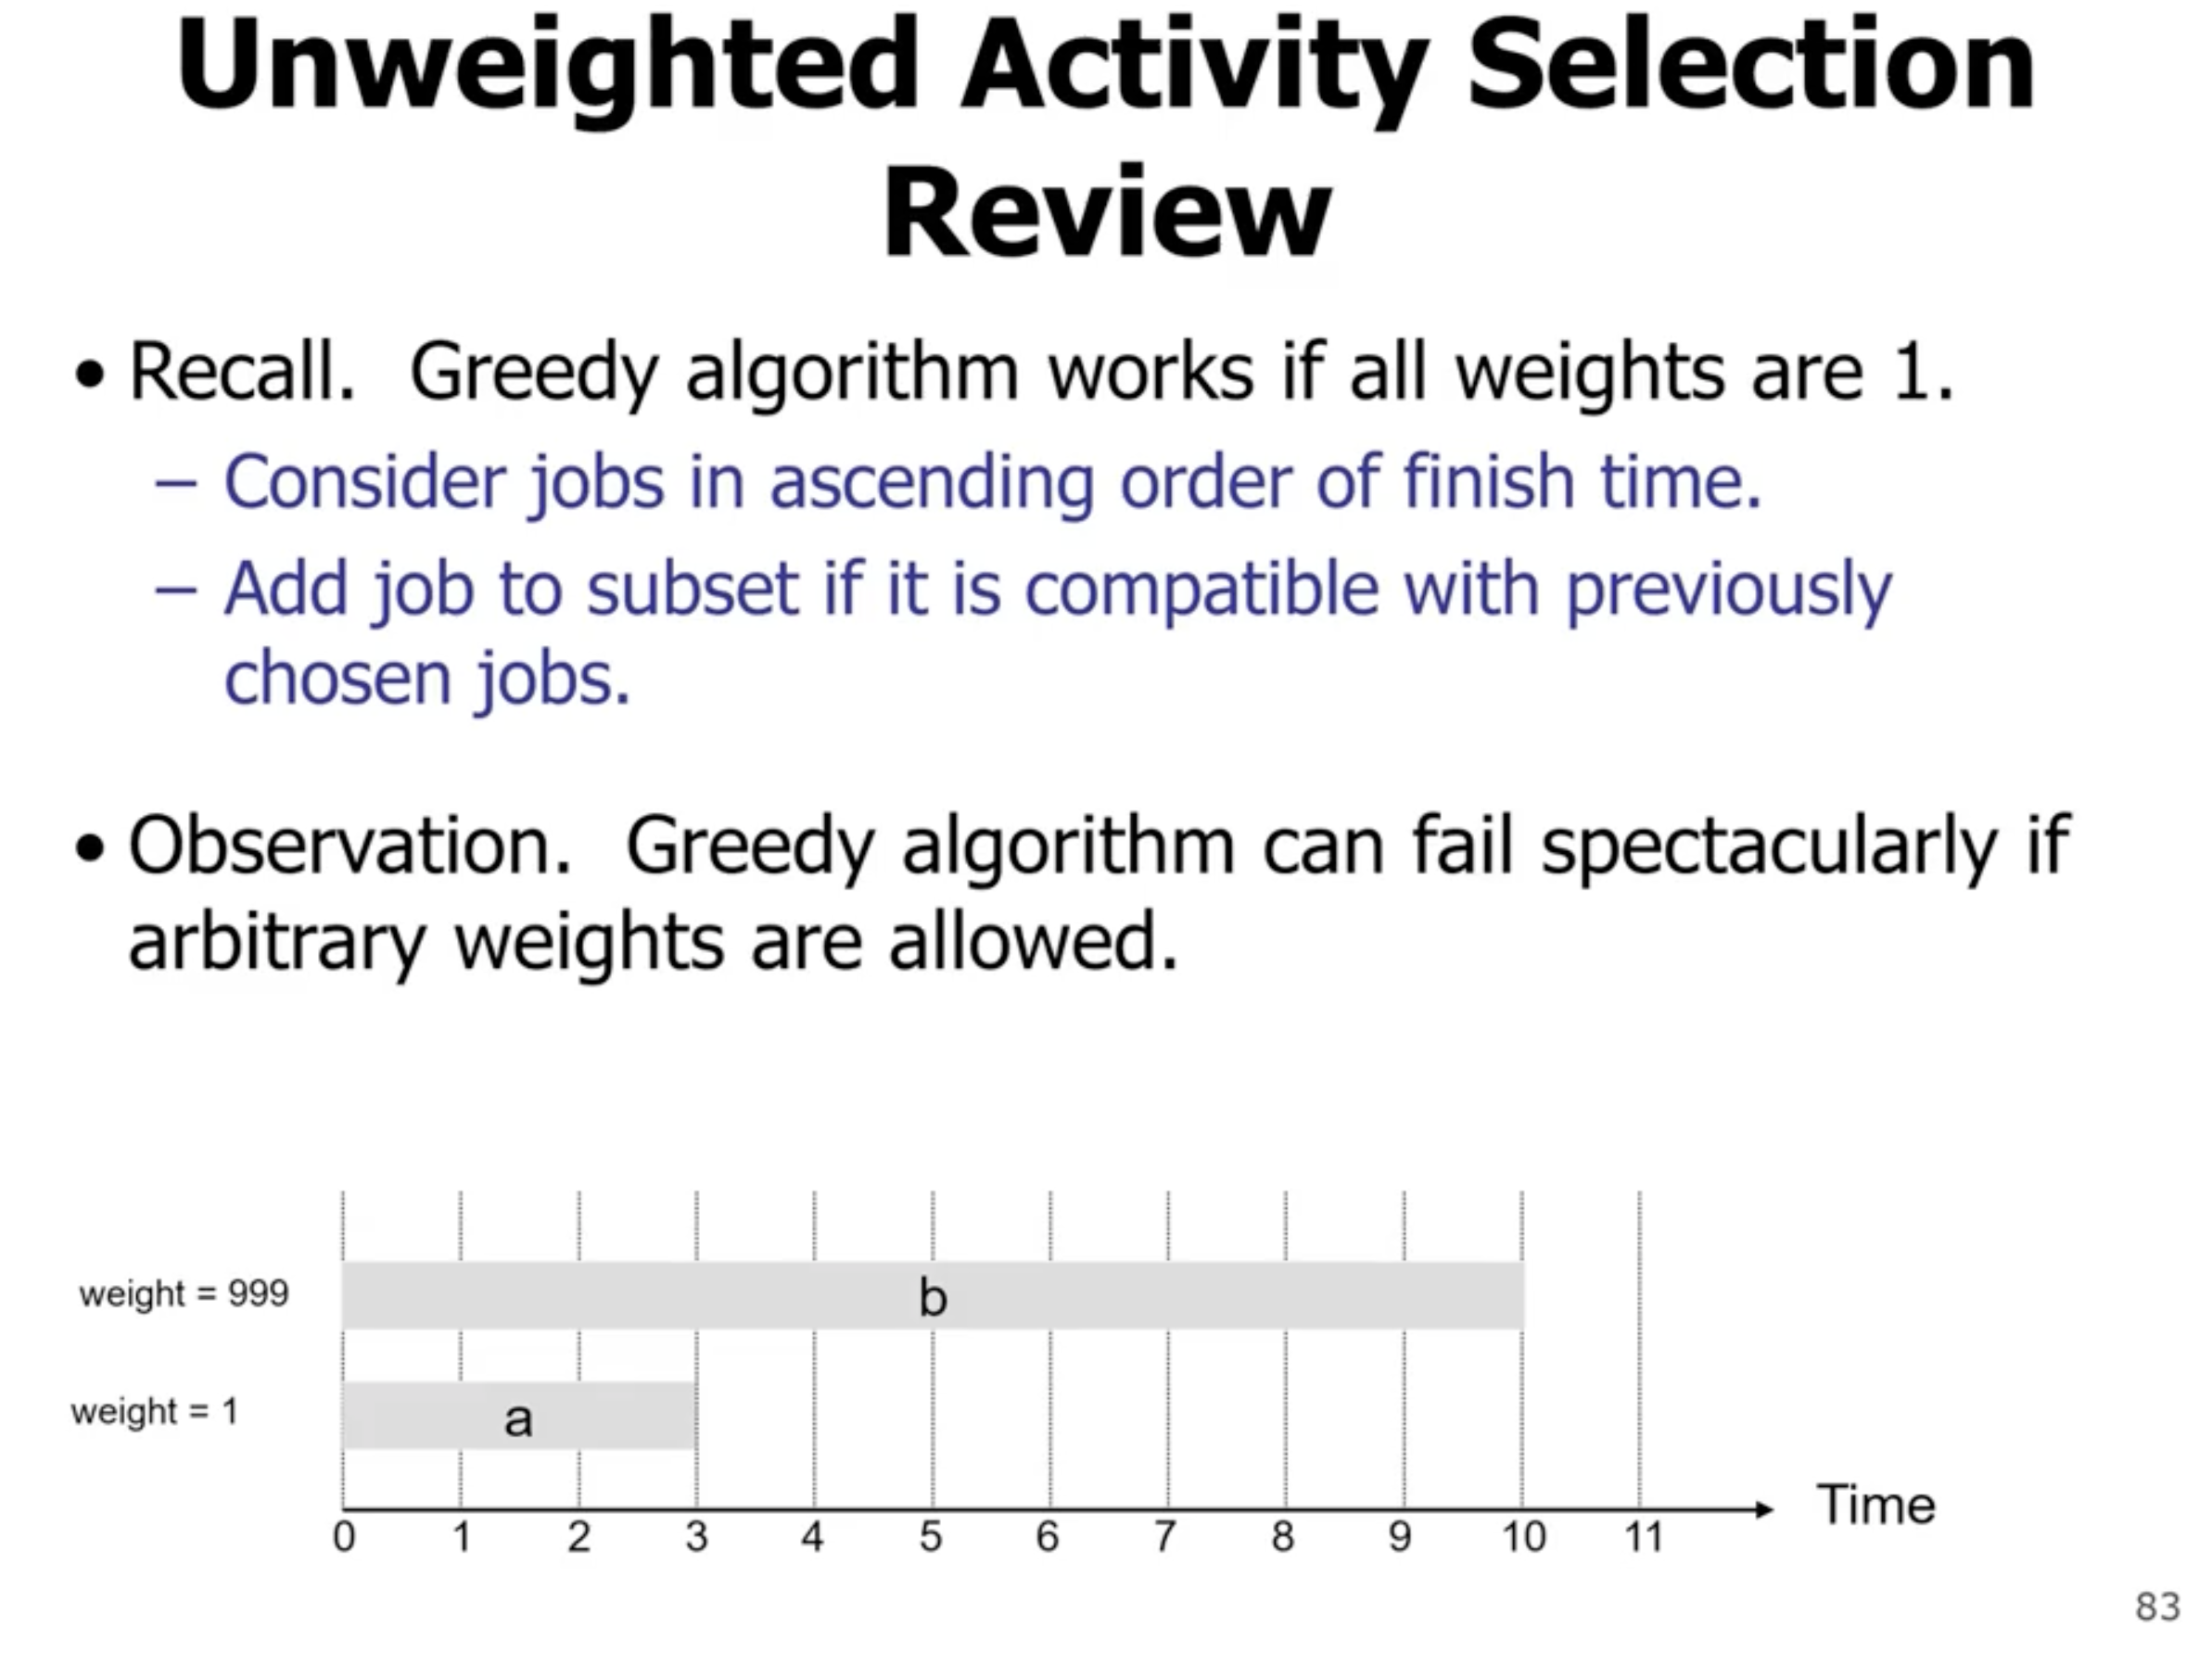 Unweighted Activity Selection
Review
• Recall.  Greedy algorithm works if all weights are 1.
– Consider jobs in ascending order of finish time.
– Add job to subset if it is compatible with previously
chosen jobs.
• Observation.  Greedy algorithm can fail spectacularly if
arbitrary weights are allowed.
weight = 999
b
weight = 1
a
Time
0 1 2 3 4 5 6 7 8 9 10 11
83